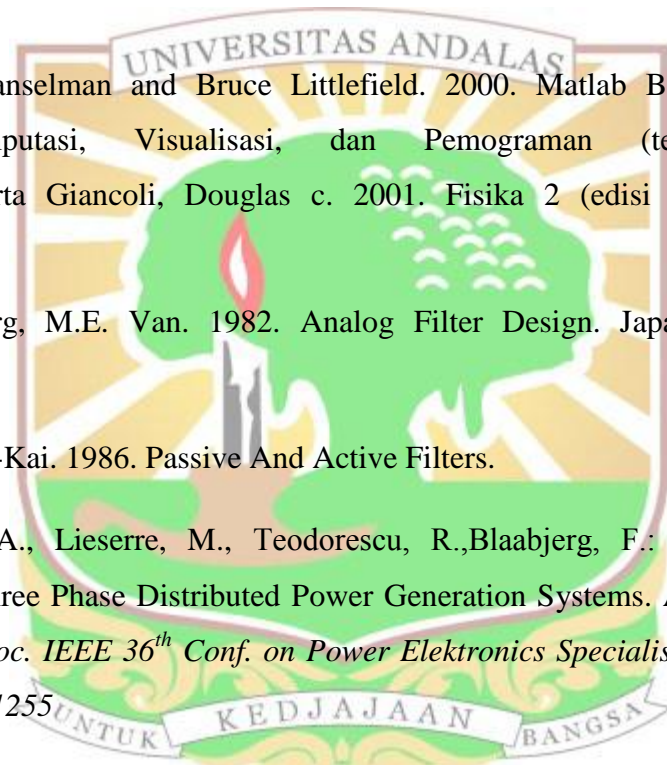 UNIVERSITAS ANDALAS
anselman and Bruce Littlefield. 2000. Matlab B
putasi, Visualisasi, dan Pemograman (te
rta Giancoli, Douglas c. 2001. Fisika 2 (edisi
rg, M.E. Van. 1982. Analog Filter Design. Japa
-Kai. 1986. Passive And Active Filters.
A., Lieserre, M., Teodorescu, R.,Blaabjerg, F.:
ree Phase Distributed Power Generation Systems.
oc. IEEE 36th Conf. on Power Elektronics Specialis
1255
UNTUK KEDJAJAAN BANGSA